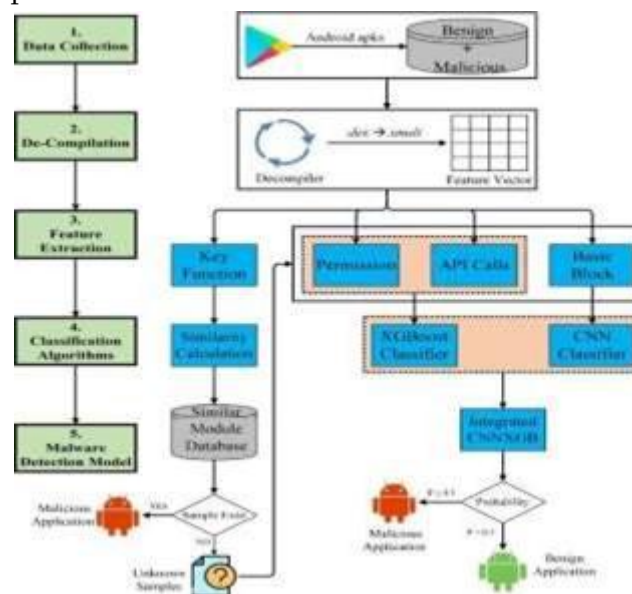 1.
Data Collection
2.
De-Compilation
3.
Feature
Extraction
4.
Classification
Algorithms
5.
Malware
Detection Model
Android apks
Benign
+
Malicious
Decompiler
.dex → .smali
Feature Vector
Key
Function
Permission
API Calls
Basic
Block
Similarity
Calculation
XGBoost
Classifier
CNN
Classifier
Similar
Module
Database
Integrated
CNNXGB
Malicious
Application
YES
Sample Exist
NO
Unknown
Samples
Probability
Malicious
Application
Benign
Application